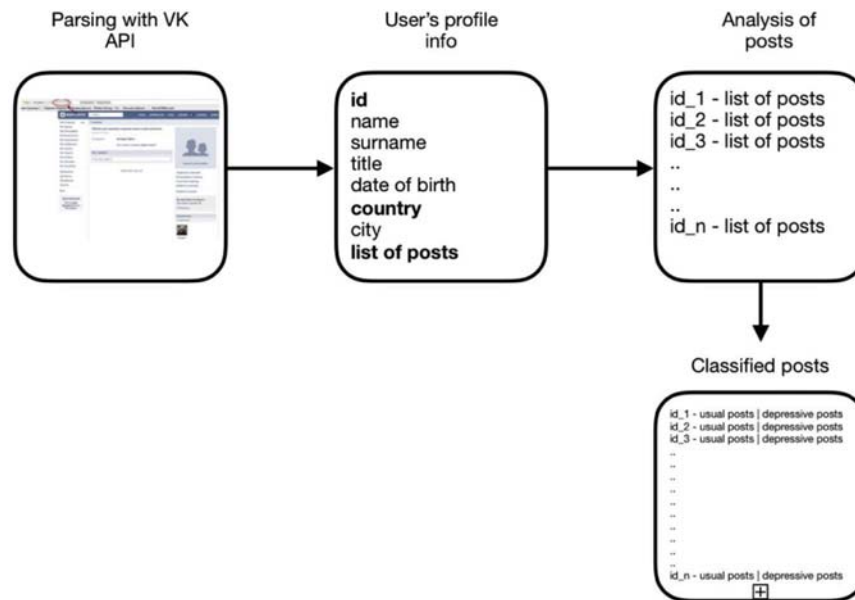 Parsing with VK
API
User's profile
info
Analysis of
posts
id
name
surname
title
date of birth
country
city
list of posts
id_1 - list of posts
id_2 - list of posts
id_3 - list of posts
..
..
..
id_n - list of posts
Classified posts
id_1 - usual posts | depressive posts
id_2 - usual posts | depressive posts
id_3 - usual posts | depressive posts
..
..
..
..
..
..
..
..
..
..
id_n - usual posts | depressive posts